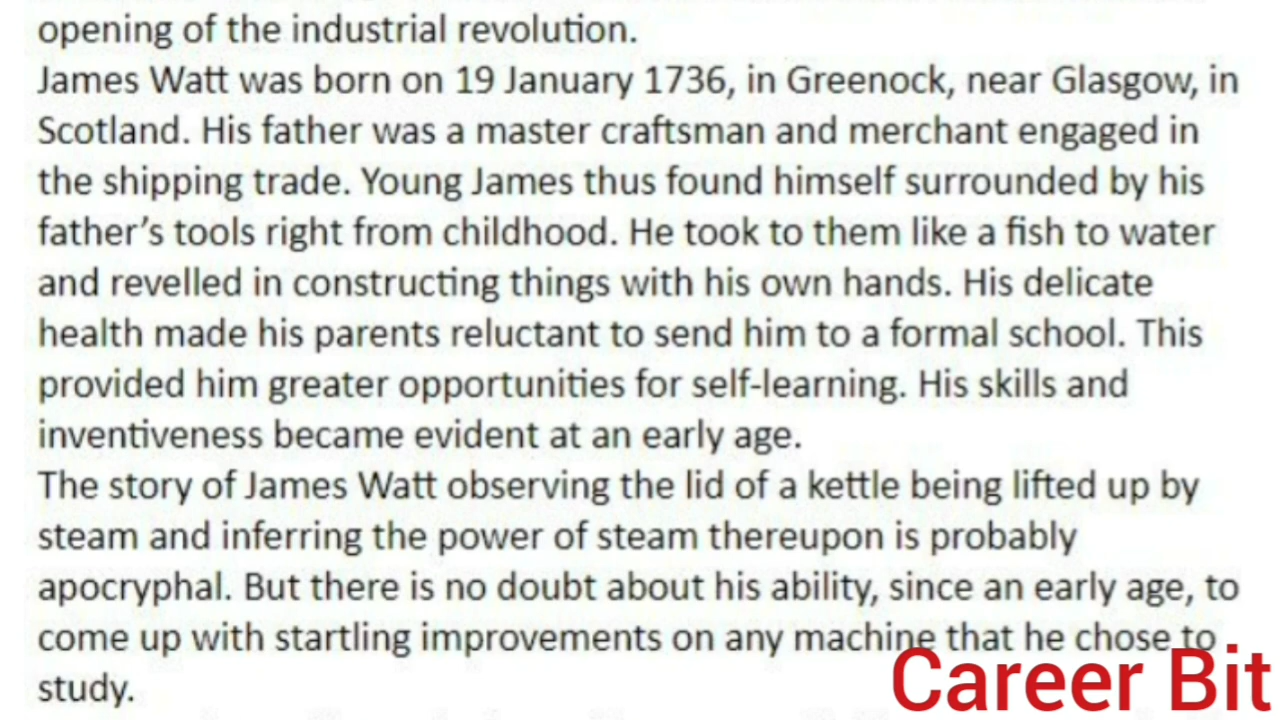 opening of the industrial revolution.
James Watt was born on 19 January 1736, in Greenock, near Glasgow, in
Scotland. His father was a master craftsman and merchant engaged in
the shipping trade. Young James thus found himself surrounded by his
father’s tools right from childhood. He took to them like a fish to water
and revelled in constructing things with his own hands. His delicate
health made his parents reluctant to send him to a formal school. This
provided him greater opportunities for self-learning. His skills and
inventiveness became evident at an early age.
The story of James Watt observing the lid of a kettle being lifted up by
steam and inferring the power of steam thereupon is probably
apocryphal. But there is no doubt about his ability, since an early age, to
come up with startling improvements on any machine that he chose to
study.
Career Bit